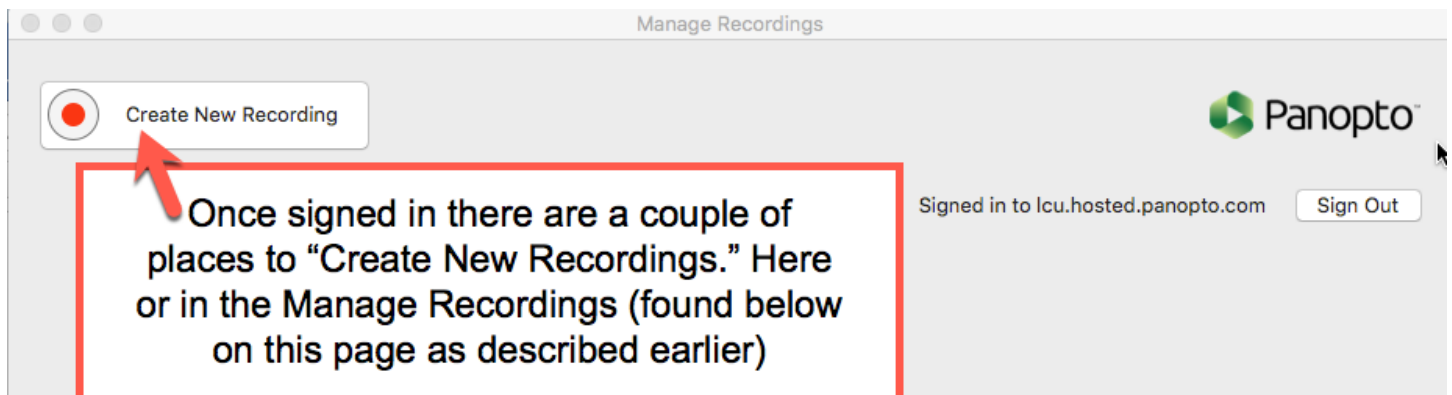 Manage Recordings
Create New Recording
Panopto™
Once signed in there are a couple of
places to “Create New Recordings.” Here
or in the Manage Recordings (found below
on this page as described earlier)
Signed in to lcu.hosted.panopto.com
Sign Out